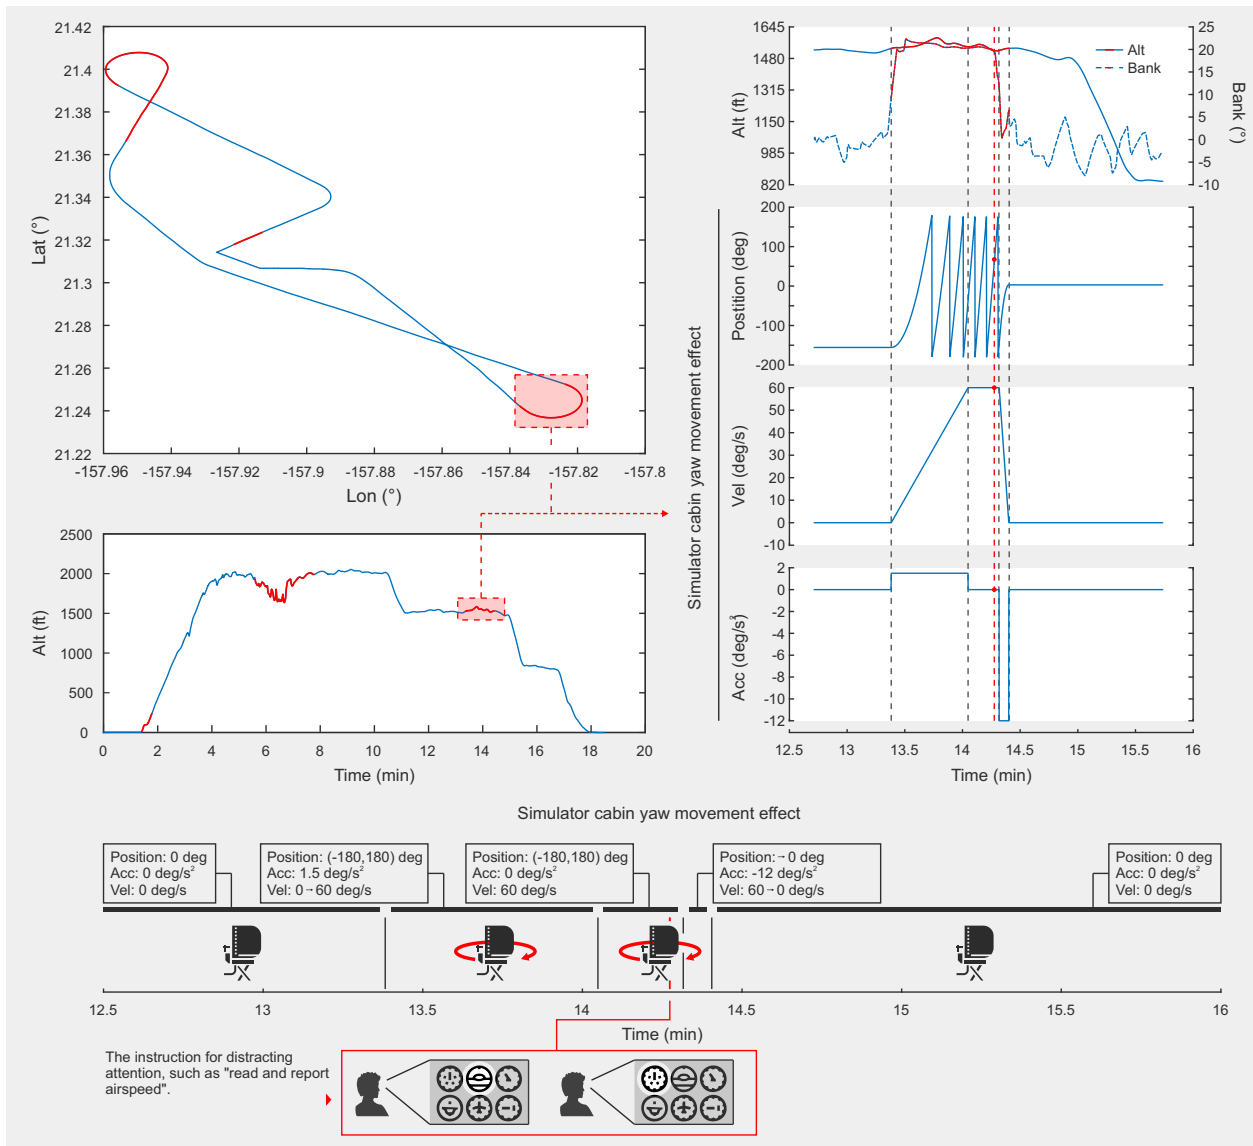 21.42
21.4
21.38
21.36
21.34
21.32
21.3
21.28
21.26
21.24
21.22
Lat (°)
-157.96
-157.94
-157.92
-157.9
-157.88
-157.86
-157.84
-157.82
-157.8
Lon (°)
2500
2000
1500
1000
500
0
Alt (ft)
0
2
4
6
8
10
12
14
16
18
20
Time (min)
1645
1480
1315
1150
985
820
Alt (ft)
25
20
15
10
5
0
-5
-10
Bank (°)
Alt
Bank
Simulator cabin yaw movement effect
200
100
0
-100
-200
Postition (deg)
60
50
40
30
20
10
0
-10
Vel (deg/s)
2
0
-2
-4
-6
-8
-10
-12
Acc (deg/s²)
12.5
13
13.5
14
14.5
15
15.5
16
Time (min)
Simulator cabin yaw movement effect
Position: 0 deg
Acc: 0 deg/s²
Vel: 0 deg/s
Position: (-180,180) deg
Acc: 1.5 deg/s²
Vel: 0→60 deg/s
Position: (-180,180) deg
Acc: 0 deg/s²
Vel: 60 deg/s
Position:→0 deg
Acc: -12 deg/s²
Vel: 60→0 deg/s
Position: 0 deg
Acc: 0 deg/s²
Vel: 0 deg/s
12.5
13
13.5
14
14.5
15
15.5
16
Time (min)
The instruction for distracting
attention, such as "read and report
airspeed".